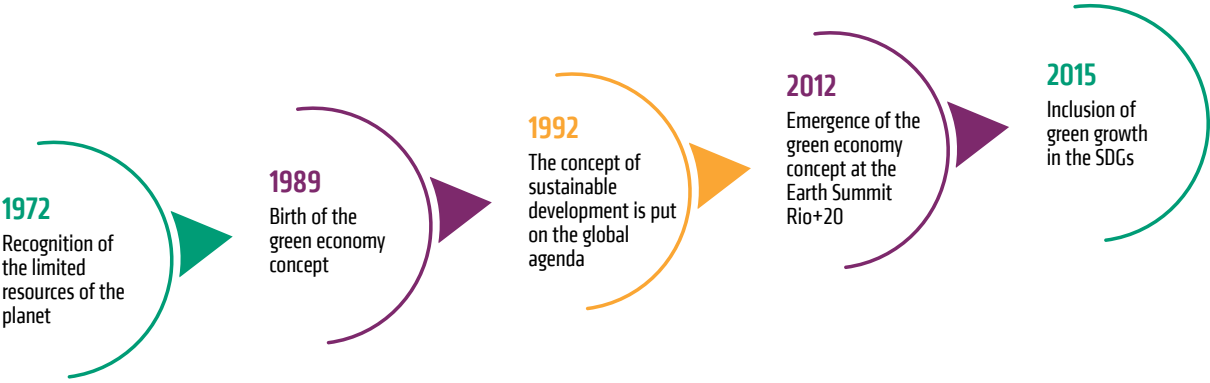 1972
Recognition of
the limited
resources of the
planet
1989
Birth of the
green economy
concept
1992
The concept of
sustainable
development is put
on the global
agenda
2012
Emergence of the
green economy
concept at the
Earth Summit
Rio+20
2015
Inclusion of
green growth
in the SDGs